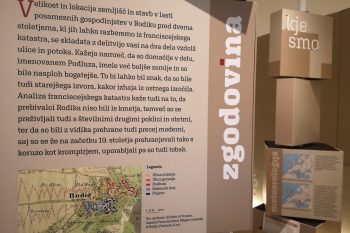 Velikost in lokacije zemljišč in stavb v lasti
posameznih gospodinjstev v Rodiku pred dvema
stoletjema, ki jih lahko razberemo iz franciscejskega
katastra, se skladata z delitvijo vasi na dva dela vzdolž
ulice in potoka. Kažejo namreč, da so domačije v delu,
imenovanem Podluza, imele več boljše zemlje in so
bile nasploh bogatejše. To bi lahko bil znak, da so bile
tudi starejšega izvora, kakor izhaja iz ustnega izročila.
Analiza franciscejskega katastra kaže tudi na to, da
prebivalci Rodika niso bili le kmetje, temveč so se
preživljali tudi s številnimi drugimi poklici in obrtmi,
ter da so bili z vidika prehrane tudi precej moderni,
saj so se že na začetku 19. stoletja prehranjevali tako s
koruzo kot krompirjem, uporabljali pa so tudi tobak.
zgodovina
kje
smo
meteorologija
Legenda
Rodig